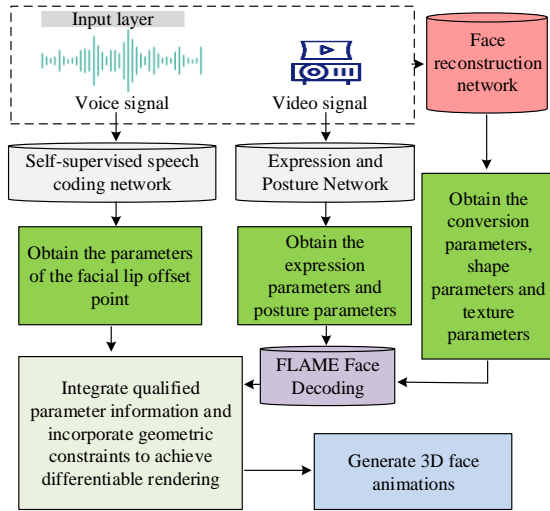 Input layer
Voice signal
Video signal
Face
reconstruction
network
Self-supervised speech
coding network
Expression and
Posture Network
Obtain the parameters
of the facial lip offset
point
Obtain the
expression
parameters and
posture parameters
Obtain the
conversion
parameters,
shape
parameters and
texture
parameters
FLAME Face
Decoding
Integrate qualified
parameter information and
incorporate geometric
constraints to achieve
differentiable rendering
Generate 3D face
animations